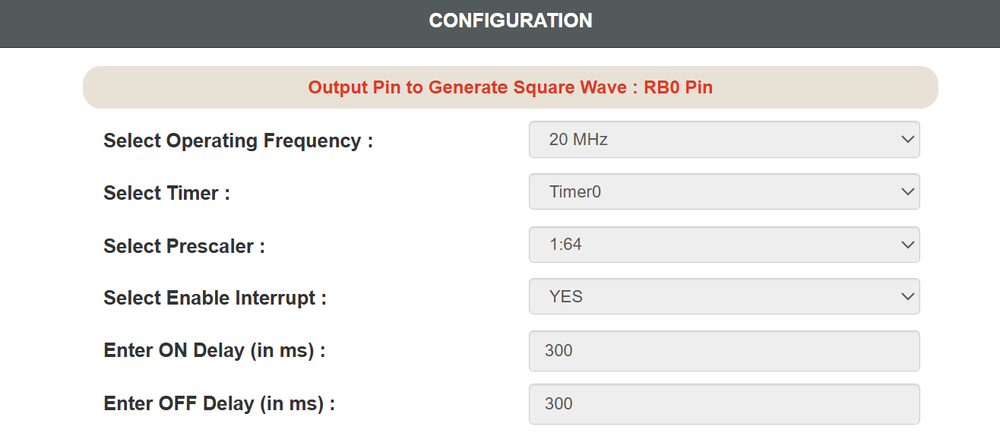 CONFIGURATION
Output Pin to Generate Square Wave : RB0 Pin
Select Operating Frequency : 20 MHz
Select Timer : Timer0
Select Prescaler : 1:64
Select Enable Interrupt : YES
Enter ON Delay (in ms) : 300
Enter OFF Delay (in ms) : 300